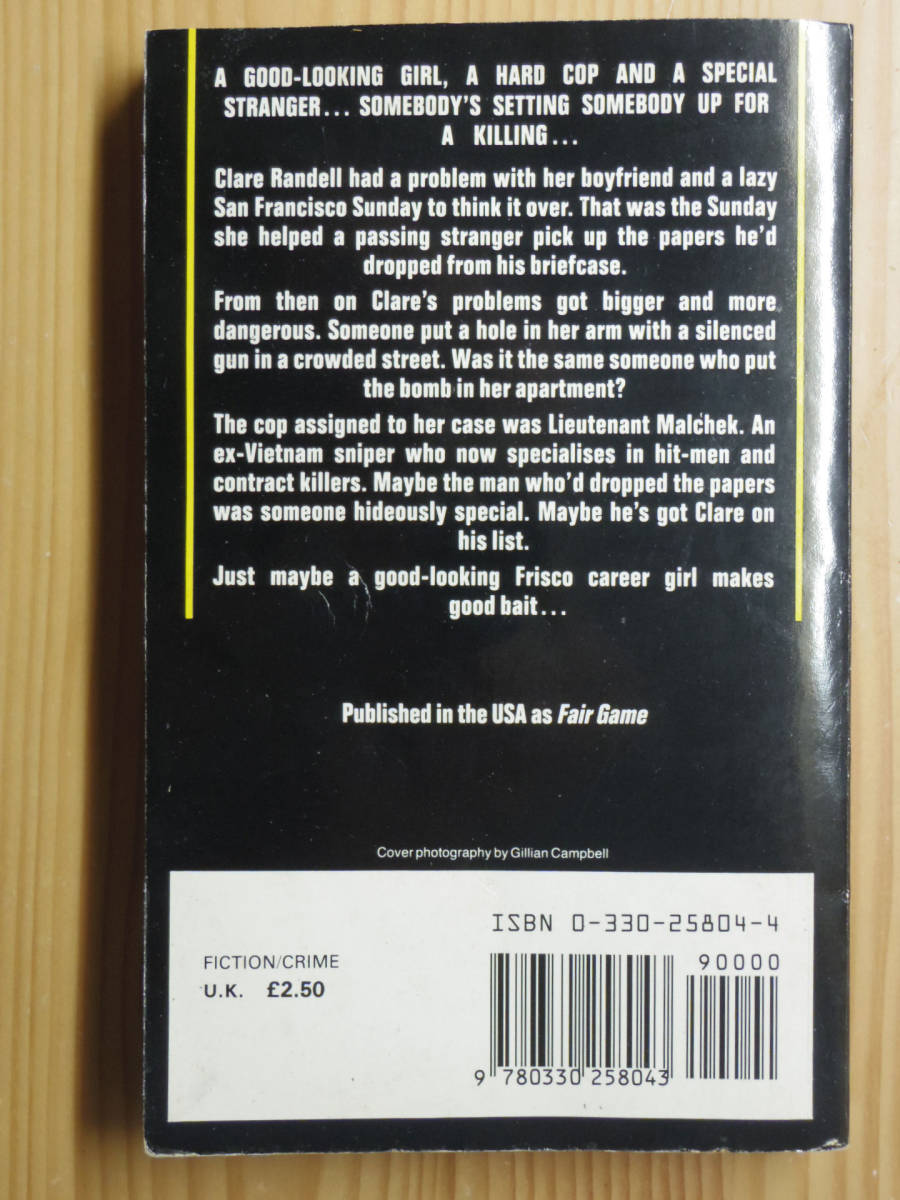 A GOOD-LOOKING GIRL, A HARD COP AND A SPECIAL
STRANGER... SOMEBODY'S SETTING SOMEBODY UP FOR
A KILLING...
Clare Randell had a problem with her boyfriend and a lazy
San Francisco Sunday to think it over. That was the Sunday
she helped a passing stranger pick up the papers he'd
dropped from his briefcase.
From then on Clare's problems got bigger and more
dangerous. Someone put a hole in her arm with a silenced
gun in a crowded street. Was it the same someone who put
the bomb in her apartment?
The cop assigned to her case was Lieutenant Malchek. An
ex-Vietnam sniper who now specialises in hit-men and
contract killers. Maybe the man who'd dropped the papers
was someone hideously special. Maybe he's got Clare on
his list.
Just maybe a good-looking Frisco career girl makes
good bait...
Published in the USA as Fair Game
Cover photography by Gillian Campbell
ISBN 0-330-25804-4
FICTION/CRIME
U.K. £2.50
90000
9 780330 258043